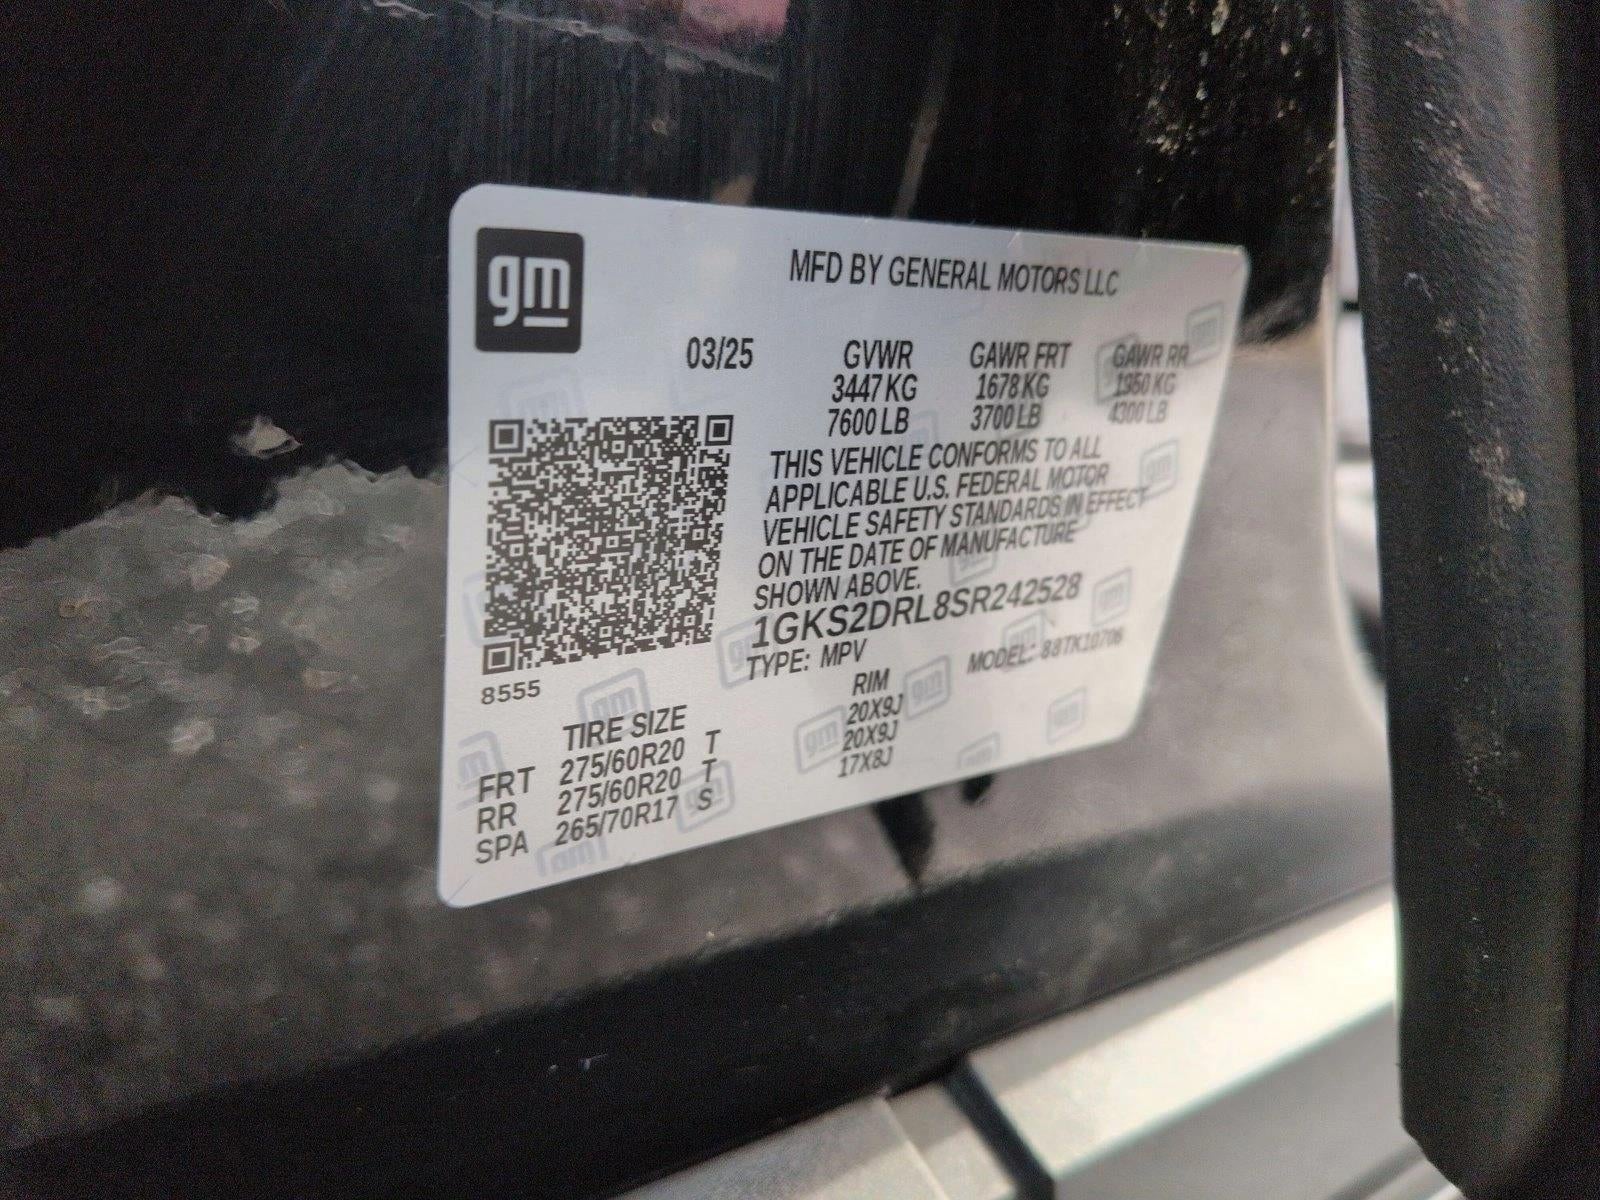 gm
MFD BY GENERAL MOTORS LLC
03/25 GVWR GAWR FRT GAWR RR
3447 KG 1678 KG 1950 KG
7600 LB 3700 LB 4300 LB
THIS VEHICLE CONFORMS TO ALL
APPLICABLE U.S. FEDERAL MOTOR
VEHICLE SAFETY STANDARDS IN EFFECT
ON THE DATE OF MANUFACTURE
SHOWN ABOVE.
1GKS2DRL8SR242528
TYPE: MPV MODEL: 88TK10706
8555
TIRE SIZE RIM
FRT 275/60R20 T 20X9J
RR 275/60R20 T 20X9J
SPA 265/70R17 S 17X8J